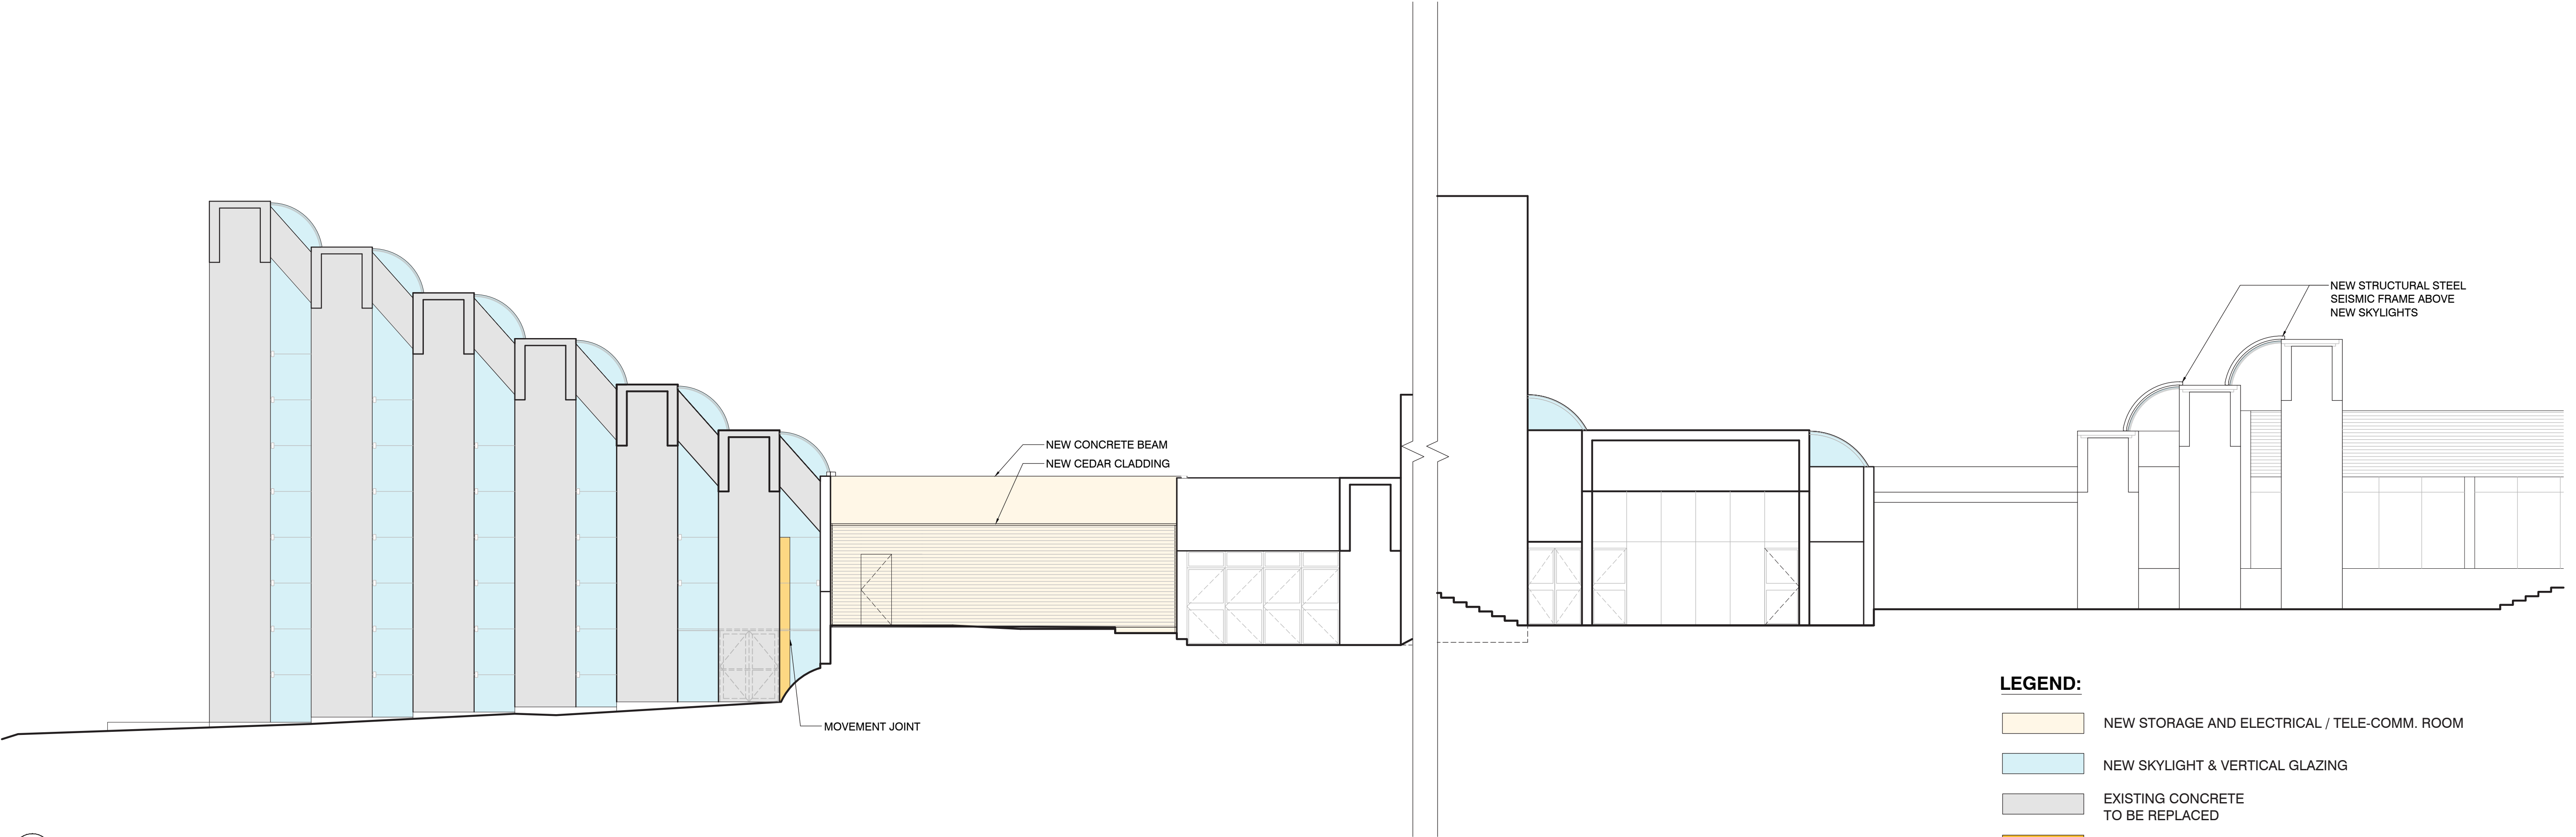 NEW STRUCTURAL STEEL
SEISMIC FRAME ABOVE
NEW SKYLIGHTS
NEW CONCRETE BEAM
NEW CEDAR CLADDING
MOVEMENT JOINT
LEGEND:
NEW STORAGE AND ELECTRICAL / TELE-COMM. ROOM
NEW SKYLIGHT & VERTICAL GLAZING
EXISTING CONCRETE
TO BE REPLACED